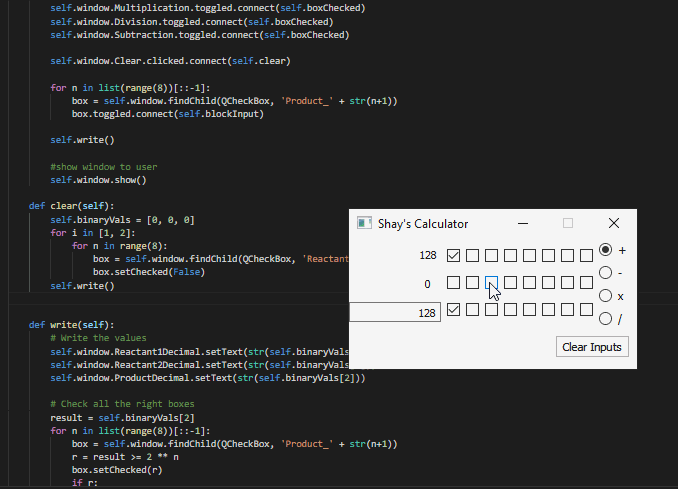 self.window.Multiplication.toggled.connect(self.boxChecked)
self.window.Division.toggled.connect(self.boxChecked)
self.window.Subtraction.toggled.connect(self.boxChecked)
self.window.Clear.clicked.connect(self.clear)
for n in list(range(8))[::-1]:
box = self.window.findChild(QCheckBox, 'Product_' + str(n+1))
box.toggled.connect(self.blockInput)
self.write()
#show window to user
self.window.show()
def clear(self):
self.binaryVals = [0, 0, 0]
for i in [1, 2]:
for n in range(8):
box = self.window.findChild(QCheckBox, 'Reactant
box.setChecked(False)
self.write()
def write(self):
# Write the values
self.window.Reactant1Decimal.setText(str(self.binaryVals
self.window.Reactant2Decimal.setText(str(self.binaryVals
self.window.ProductDecimal.setText(str(self.binaryVals[2]))
# Check all the right boxes
result = self.binaryVals[2]
for n in list(range(8))[::-1]:
box = self.window.findChild(QCheckBox, 'Product_' + str(n+1))
r = result >= 2 ** n
box.setChecked(r)
if r:
Shay's Calculator
128
+
0
-
x
128
/
Clear Inputs